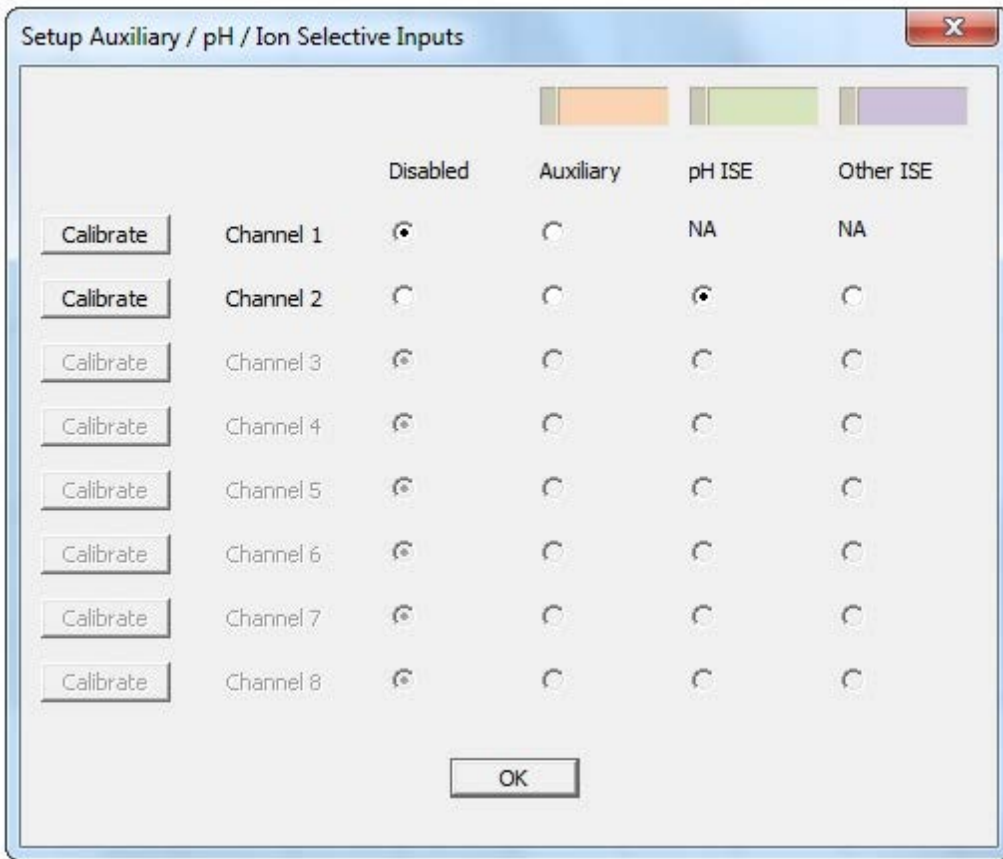 Setup Auxiliary / pH / Ion Selective Inputs
Disabled Auxiliary pH ISE Other ISE
Calibrate Channel 1 NA NA
Calibrate Channel 2
Calibrate Channel 3
Calibrate Channel 4
Calibrate Channel 5
Calibrate Channel 6
Calibrate Channel 7
Calibrate Channel 8
OK